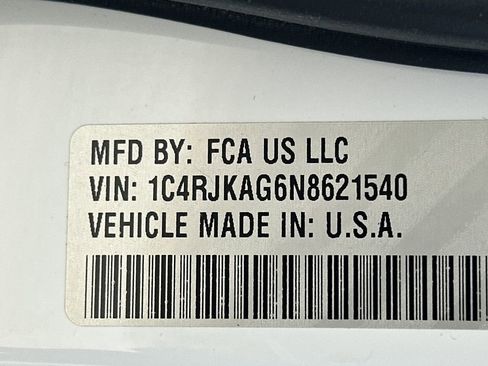 MFD BY: FCA US LLC
VIN: 1C4RJKAG6N8621540
VEHICLE MADE IN: U.S.A.